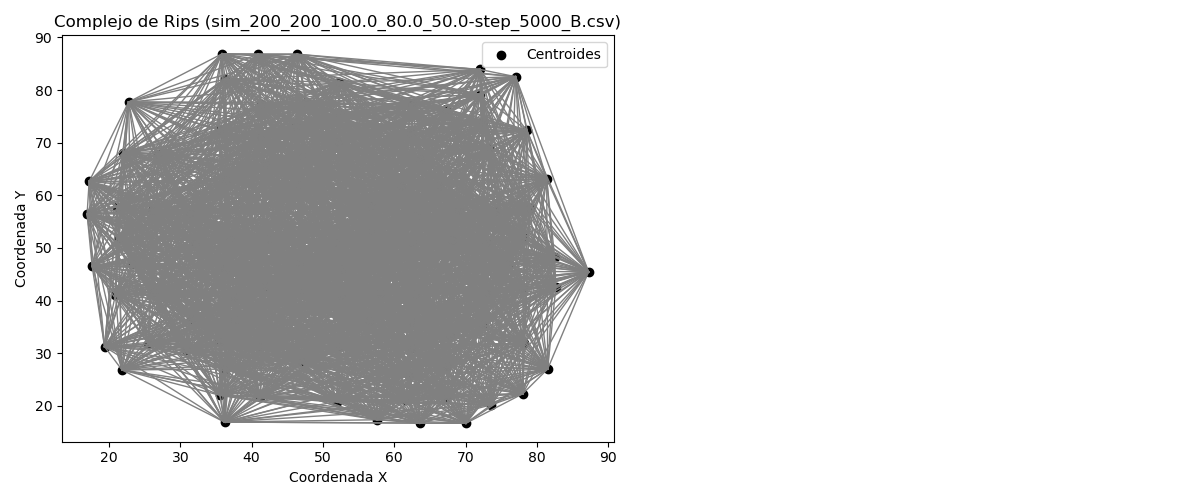 Complejo de Rips (sim_200_200_100.0_80.0_50.0-step_5000_B.csv)
Centroides
90
80
70
60
50
40
30
20
Coordenada Y
20 30 40 50 60 70 80 90
Coordenada X